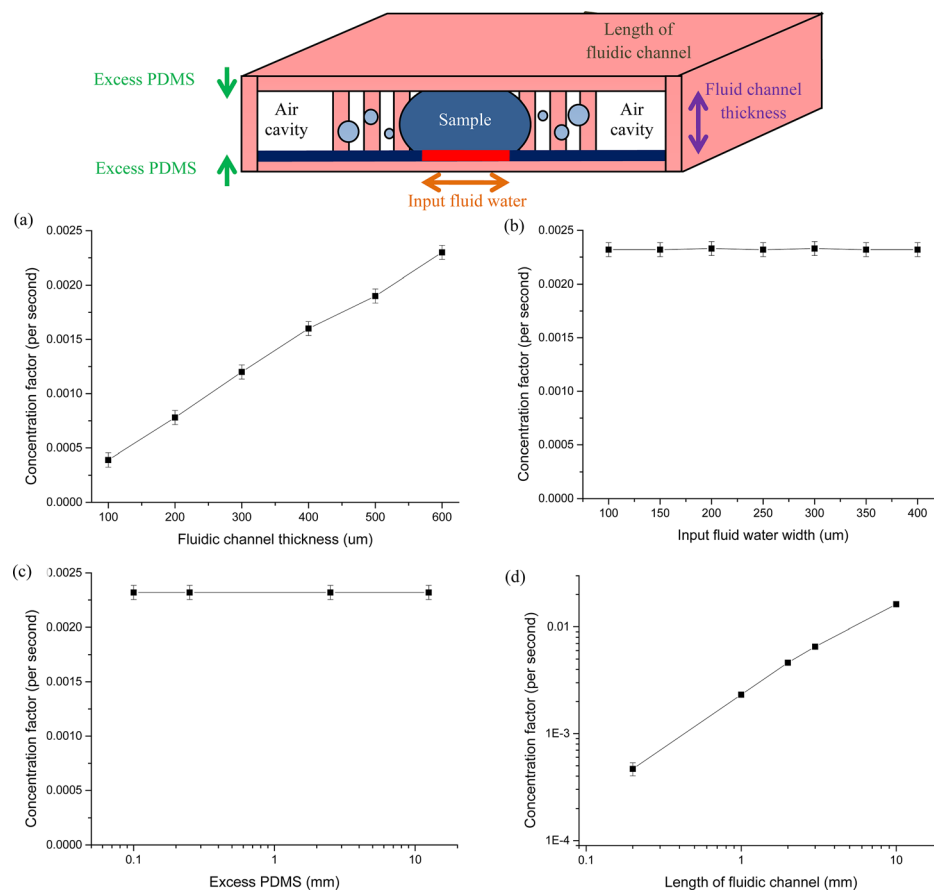 Length of
fluidic channel
Excess PDMS
Fluid channel
thickness
Air
cavity
Sample
Air
cavity
Excess PDMS
Input fluid water
(a)
0.0025
0.0020
0.0015
0.0010
0.0005
0.0000
Concentration factor (per second)
100 200 300 400 500 600
Fluidic channel thickness (um)
(b)
0.0025
0.0020
0.0015
0.0010
0.0005
0.0000
Concentration factor (per second)
100 150 200 250 300 350 400
Input fluid water width (um)
(c)
0.0025
0.0020
0.0015
0.0010
0.0005
0.0000
Concentration factor (per second)
0.1 1 10
Excess PDMS (mm)
(d)
0.01
1E-3
1E-4
Concentration factor (per second)
0.1 1 10
Length of fluidic channel (mm)